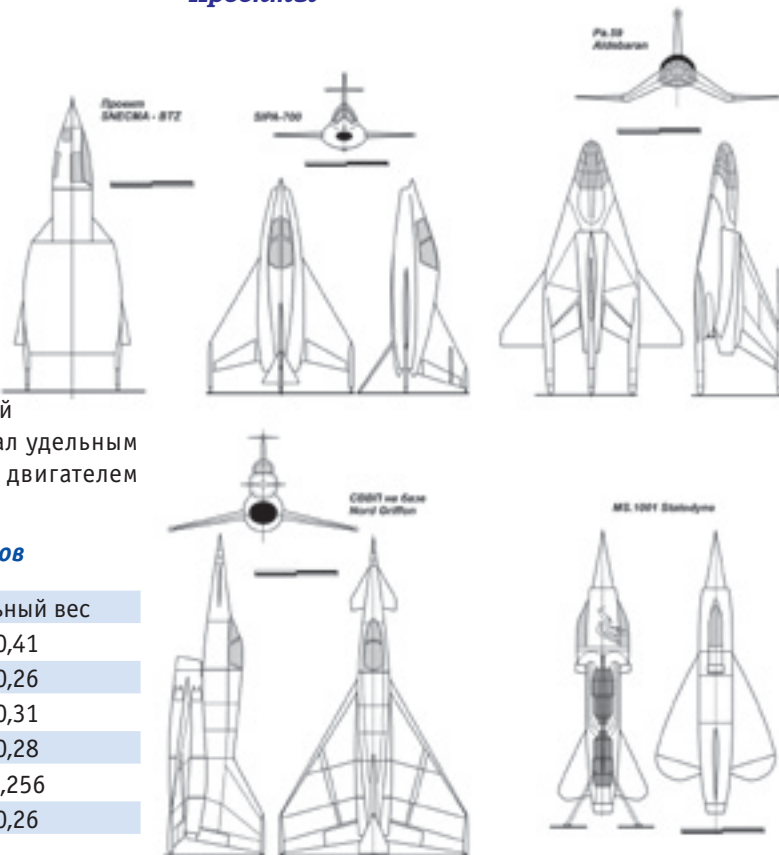 Pa.59
Aldebaran
Проект
SNECMA - BTZ
SIPA-700
й
ал удельным
двигателем
СВВП на базе
Nord Griffon
MS.1001 Statodyne
ов
ьный вес
0,41
0,26
0,31
0,28
,256
0,26